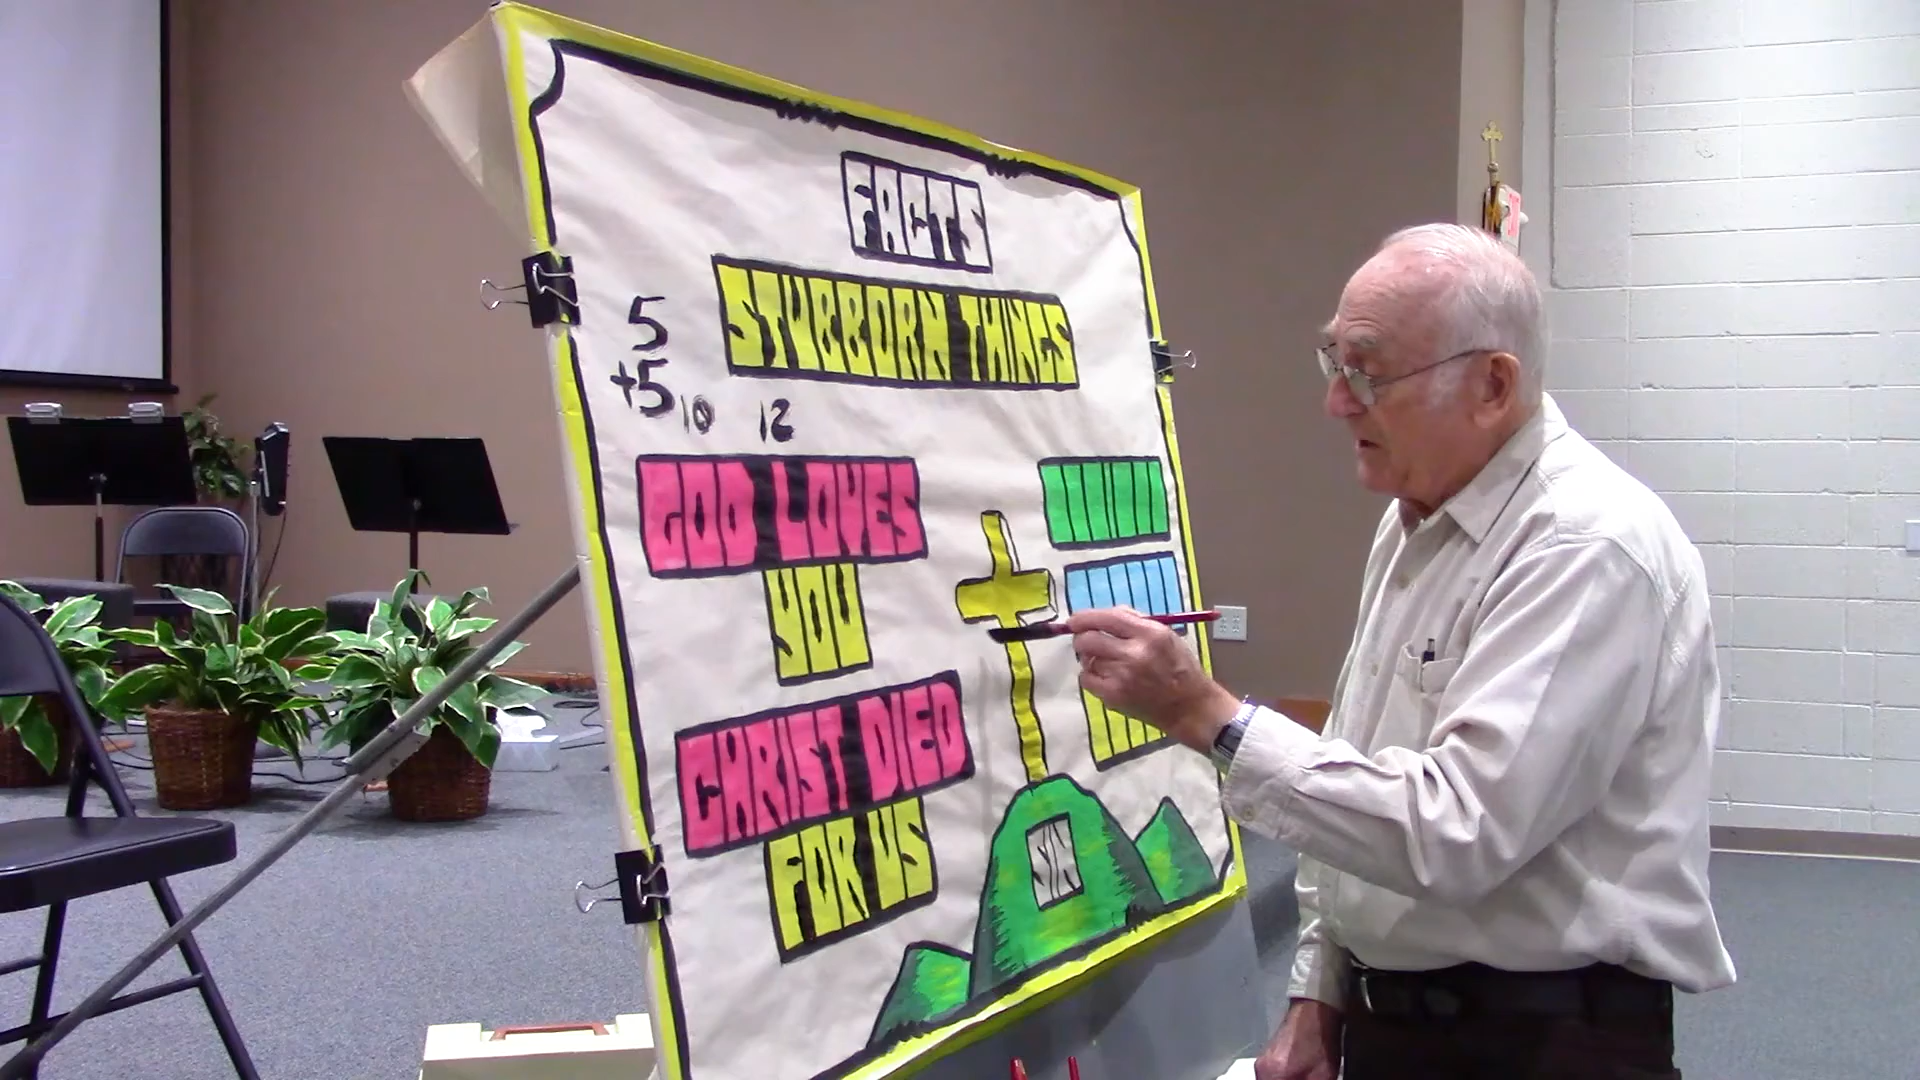 FACTS
STUBBORN THINGS
5
+5 10 12
GOD LOVES
YOU
CHRIST DIED
FOR US
SIN